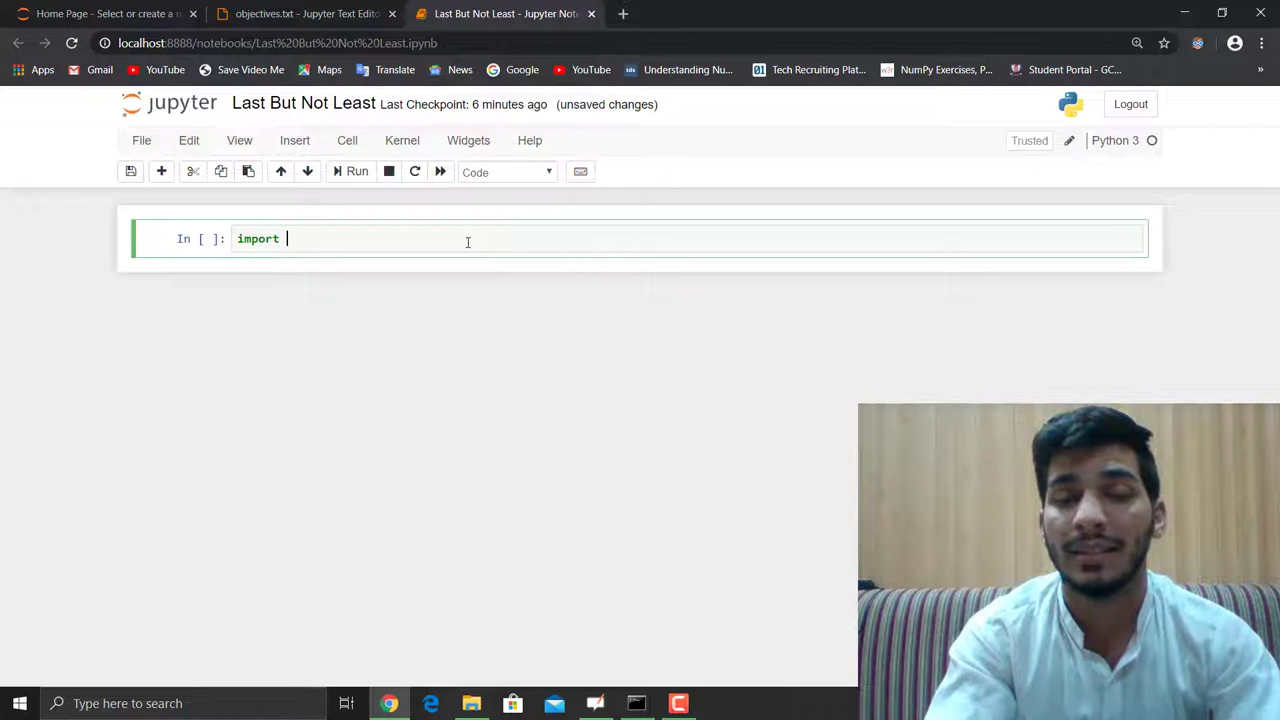 Home Page - Select or create a n
objectives.txt - Jupyter Text Edito
Last But Not Least - Jupyter Note
localhost:8888/notebooks/Last%20But%20Not%20Least.ipynb
Apps
Gmail
YouTube
Save Video Me
Maps
Translate
News
Google
YouTube
Understanding Nu...
Tech Recruiting Plat...
NumPy Exercises, P...
Student Portal - GC...
»
jupyter
Last But Not Least
Last Checkpoint: 6 minutes ago
(unsaved changes)
Logout
File
Edit
View
Insert
Cell
Kernel
Widgets
Help
Trusted
Python 3
Run
Code
In [ ]:
import
Type here to search